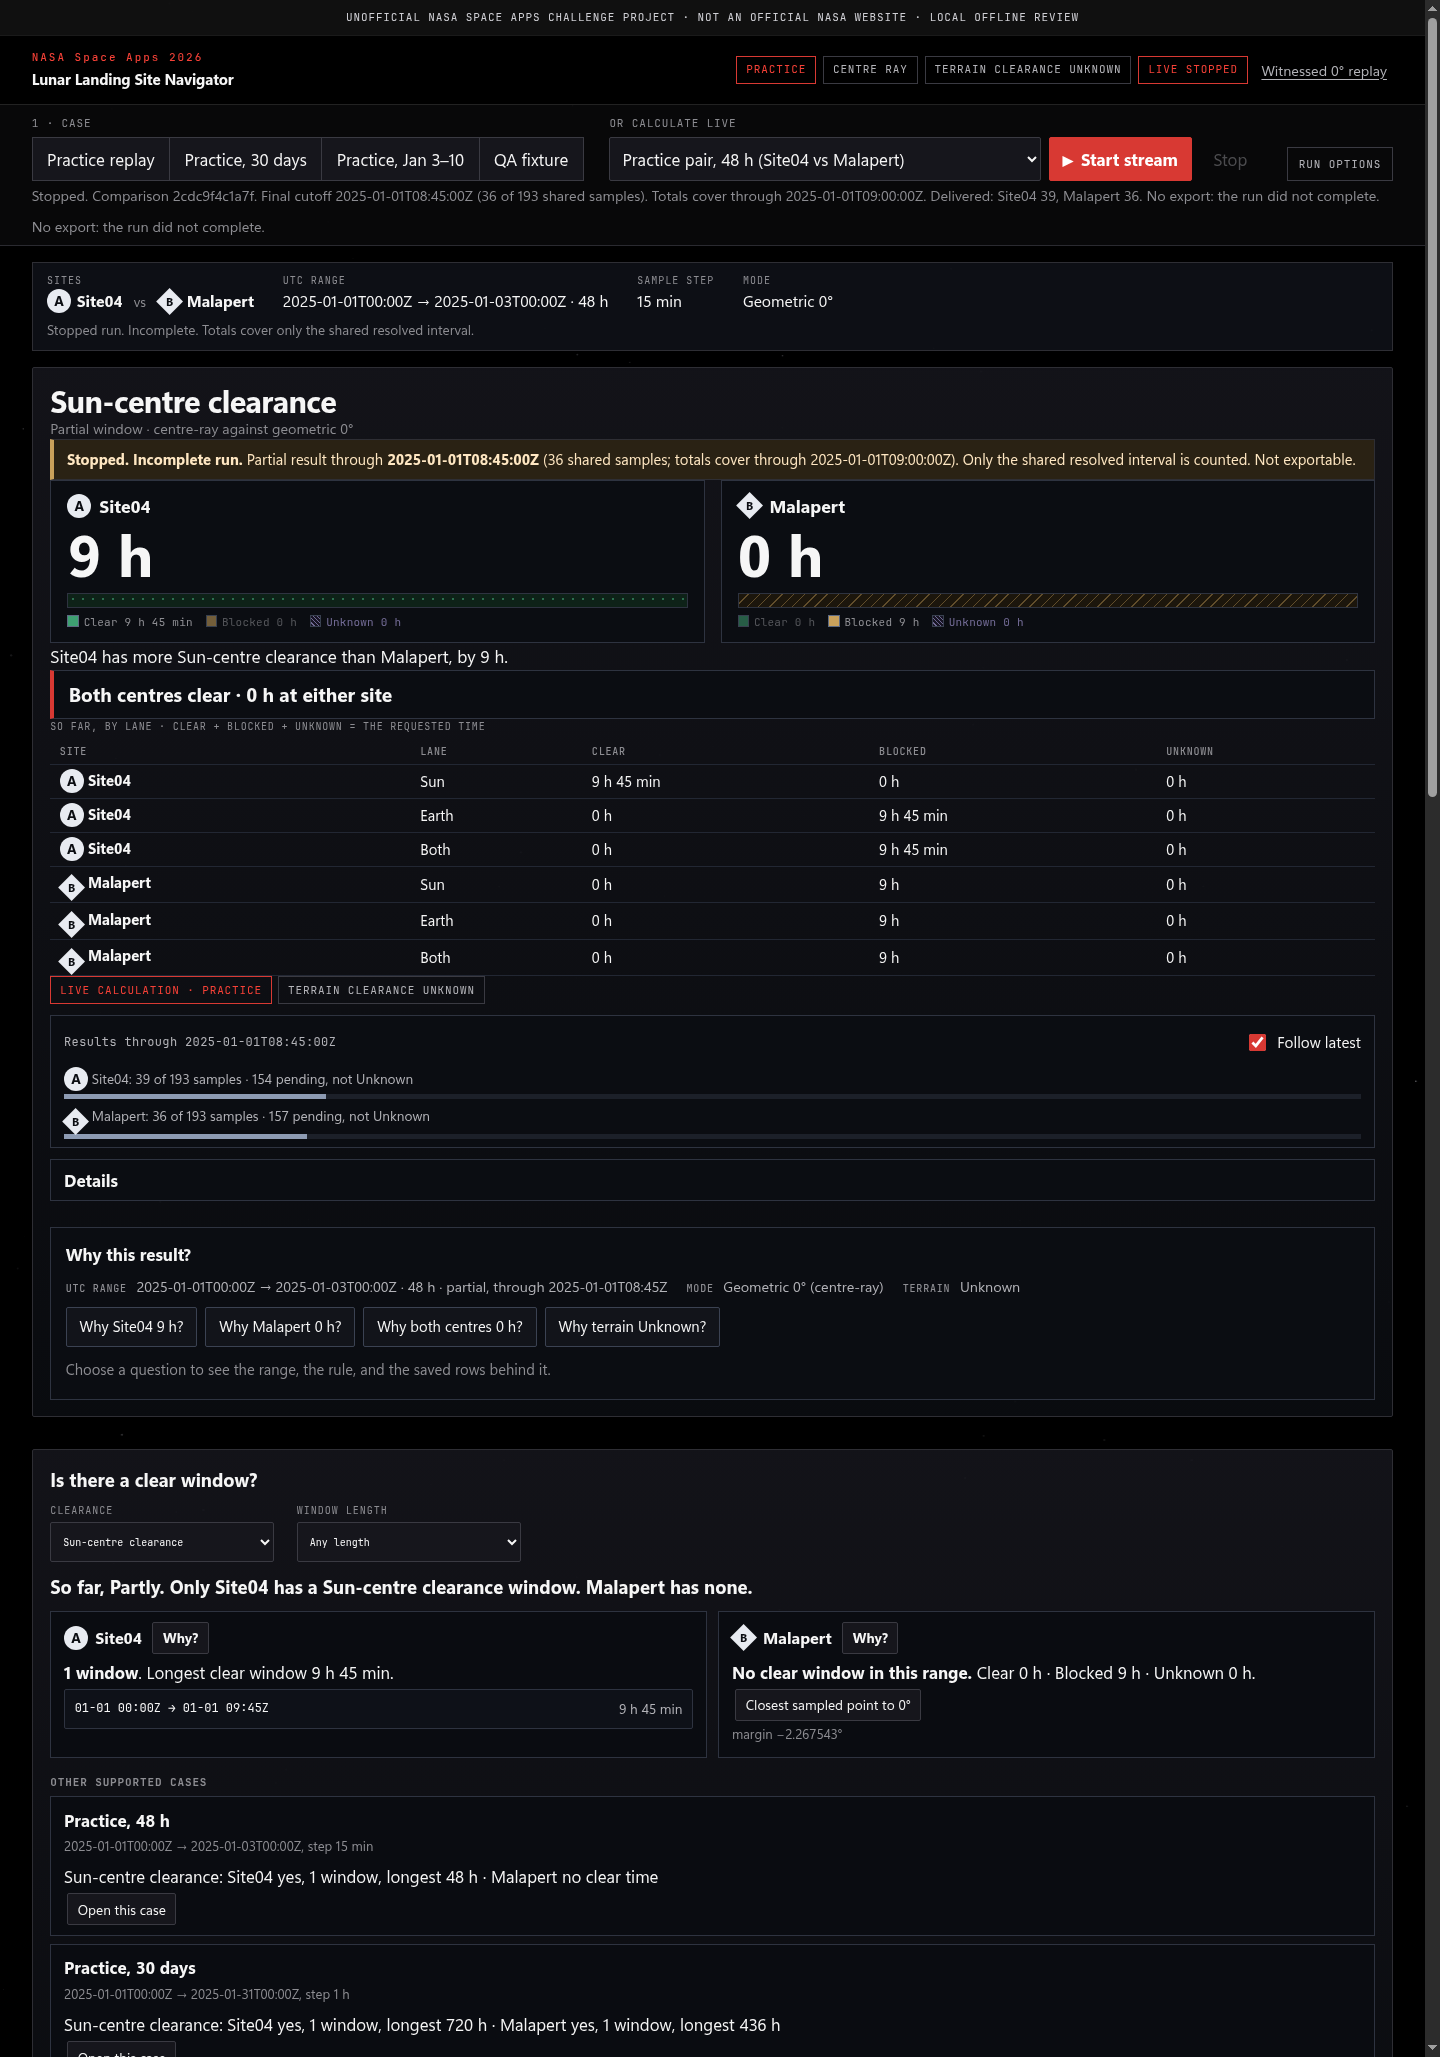 UNOFFICIAL NASA SPACE APPS CHALLENGE PROJECT · NOT AN OFFICIAL NASA WEBSITE · LOCAL OFFLINE REVIEW
NASA Space Apps 2026
Lunar Landing Site Navigator
PRACTICE
CENTRE RAY
TERRAIN CLEARANCE UNKNOWN
LIVE STOPPED
Witnessed 0° replay
1 · CASE
Practice replay
Practice, 30 days
Practice, Jan 3–10
QA fixture
OR CALCULATE LIVE
Practice pair, 48 h (Site04 vs Malapert)
▶ Start stream
Stop
RUN OPTIONS
Stopped. Comparison 2cdc9f4c1a7f. Final cutoff 2025-01-01T08:45:00Z (36 of 193 shared samples). Totals cover through 2025-01-01T09:00:00Z. Delivered: Site04 39, Malapert 36. No export: the run did not complete.
No export: the run did not complete.
SITES
A Site04 vs B Malapert
UTC RANGE
2025-01-01T00:00Z → 2025-01-03T00:00Z · 48 h
SAMPLE STEP
15 min
MODE
Geometric 0°
Stopped run. Incomplete. Totals cover only the shared resolved interval.
Sun-centre clearance
Partial window · centre-ray against geometric 0°
Stopped. Incomplete run. Partial result through 2025-01-01T08:45:00Z (36 shared samples; totals cover through 2025-01-01T09:00:00Z). Only the shared resolved interval is counted. Not exportable.
A Site04
9 h
Clear 9 h 45 min Blocked 0 h Unknown 0 h
B Malapert
0 h
Clear 0 h Blocked 9 h Unknown 0 h
Site04 has more Sun-centre clearance than Malapert, by 9 h.
Both centres clear · 0 h at either site
SO FAR, BY LANE · CLEAR + BLOCKED + UNKNOWN = THE REQUESTED TIME
SITE LANE CLEAR BLOCKED UNKNOWN
A Site04 Sun 9 h 45 min 0 h 0 h
A Site04 Earth 0 h 9 h 45 min 0 h
A Site04 Both 0 h 9 h 45 min 0 h
B Malapert Sun 0 h 9 h 0 h
B Malapert Earth 0 h 9 h 0 h
B Malapert Both 0 h 9 h 0 h
LIVE CALCULATION · PRACTICE
TERRAIN CLEARANCE UNKNOWN
Results through 2025-01-01T08:45:00Z
Follow latest
A Site04: 39 of 193 samples · 154 pending, not Unknown
B Malapert: 36 of 193 samples · 157 pending, not Unknown
Details
Why this result?
UTC RANGE 2025-01-01T00:00Z → 2025-01-03T00:00Z · 48 h · partial, through 2025-01-01T08:45Z MODE Geometric 0° (centre-ray) TERRAIN Unknown
Why Site04 9 h?
Why Malapert 0 h?
Why both centres 0 h?
Why terrain Unknown?
Choose a question to see the range, the rule, and the saved rows behind it.
Is there a clear window?
CLEARANCE
Sun-centre clearance
WINDOW LENGTH
Any length
So far, Partly. Only Site04 has a Sun-centre clearance window. Malapert has none.
A Site04 Why?
1 window. Longest clear window 9 h 45 min.
01-01 00:00Z → 01-01 09:45Z 9 h 45 min
B Malapert Why?
No clear window in this range. Clear 0 h · Blocked 9 h · Unknown 0 h.
Closest sampled point to 0°
margin −2.267543°
OTHER SUPPORTED CASES
Practice, 48 h
2025-01-01T00:00Z → 2025-01-03T00:00Z, step 15 min
Sun-centre clearance: Site04 yes, 1 window, longest 48 h · Malapert no clear time
Open this case
Practice, 30 days
2025-01-01T00:00Z → 2025-01-31T00:00Z, step 1 h
Sun-centre clearance: Site04 yes, 1 window, longest 720 h · Malapert yes, 1 window, longest 436 h
Open this case